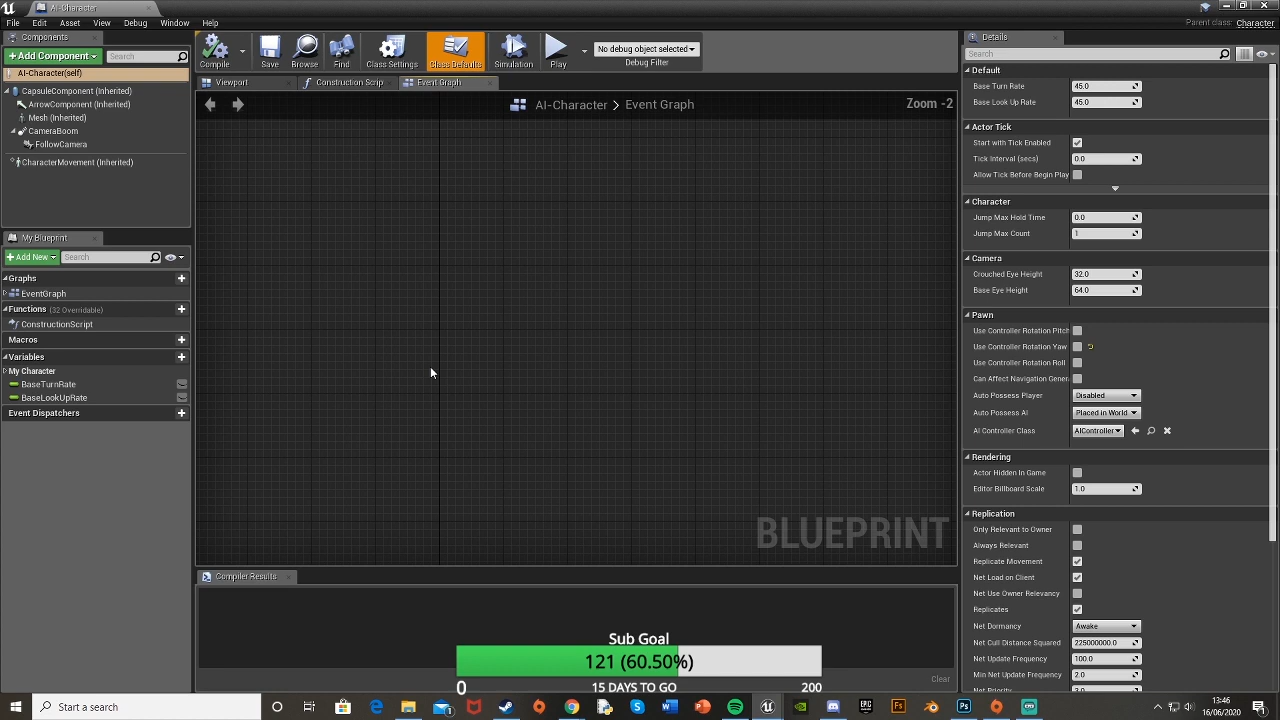 AI-Character
File Edit Asset View Debug Window Help
Parent class: Character
Components
+ Add Component Search
AI-Character(self)
CapsuleComponent (Inherited)
ArrowComponent (Inherited)
Mesh (Inherited)
CameraBoom
FollowCamera
CharacterMovement (Inherited)
My Blueprint
+ Add New Search
Graphs
EventGraph
Functions (32 Overridable)
ConstructionScript
Macros
Variables
My Character
BaseTurnRate
BaseLookUpRate
Event Dispatchers
Compile Save Browse Find Class Settings Class Defaults Simulation Play
No debug object selected
Debug Filter
Viewport Construction Scrip Event Graph
AI-Character > Event Graph
Zoom -2
BLUEPRINT
Compiler Results
Clear
Sub Goal
121 (60.50%)
0 15 DAYS TO GO 200
Details
Search
Default
Base Turn Rate 45.0
Base Look Up Rate 45.0
Actor Tick
Start with Tick Enabled
Tick Interval (secs) 0.0
Allow Tick Before Begin Play
Character
Jump Max Hold Time 0.0
Jump Max Count 1
Camera
Crouched Eye Height 32.0
Base Eye Height 64.0
Pawn
Use Controller Rotation Pitch
Use Controller Rotation Yaw
Use Controller Rotation Roll
Can Affect Navigation Gener
Auto Possess Player Disabled
Auto Possess AI Placed in World
AI Controller Class AIController
Rendering
Actor Hidden In Game
Editor Billboard Scale 1.0
Replication
Only Relevant to Owner
Always Relevant
Replicate Movement
Net Load on Client
Net Use Owner Relevancy
Replicates
Net Dormancy Awake
Net Cull Distance Squared 225000000.0
Net Update Frequency 100.0
Min Net Update Frequency 2.0
Net Priority 3.0
Start a search
13:46
16/06/2020